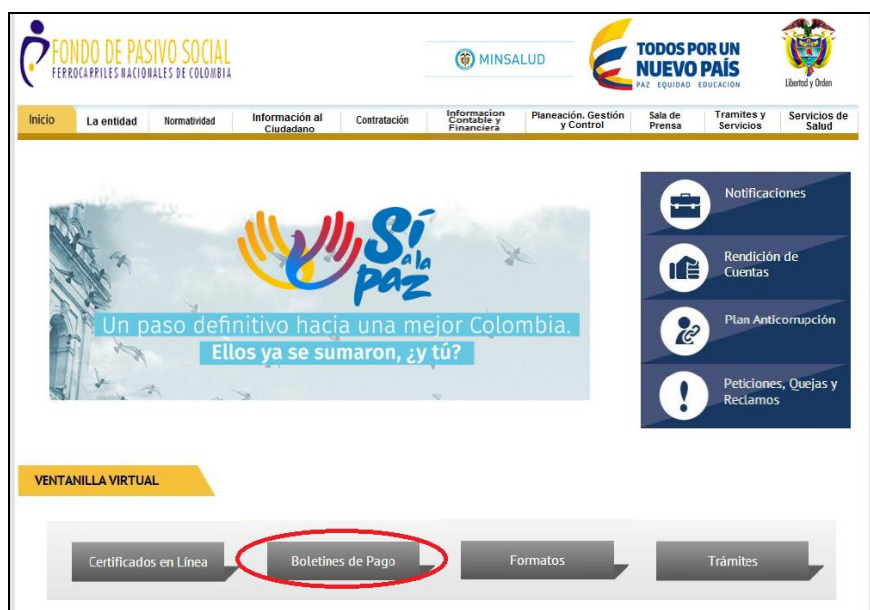 FONDO DE PASIVO SOCIAL
FERROCARRILES NACIONALES DE COLOMBIA
MINSALUD
TODOS POR UN
NUEVO PAÍS
PAZ EQUIDAD EDUCACIÓN
Libertad y Orden
Inicio
La entidad
Normatividad
Información al
Ciudadano
Contratación
Informacion
Contable y
Financiera
Planeación. Gestión
y Control
Sala de
Prensa
Tramites y
Servicios
Servicios de
Salud
Sí
a la
paz
Un paso definitivo hacia una mejor Colombia.
Ellos ya se sumaron, ¿y tú?
Notificaciones
Rendición de
Cuentas
Plan Anticorrupción
Peticiones, Quejas y
Reclamos
VENTANILLA VIRTUAL
Certificados en Línea
Boletines de Pago
Formatos
Trámites